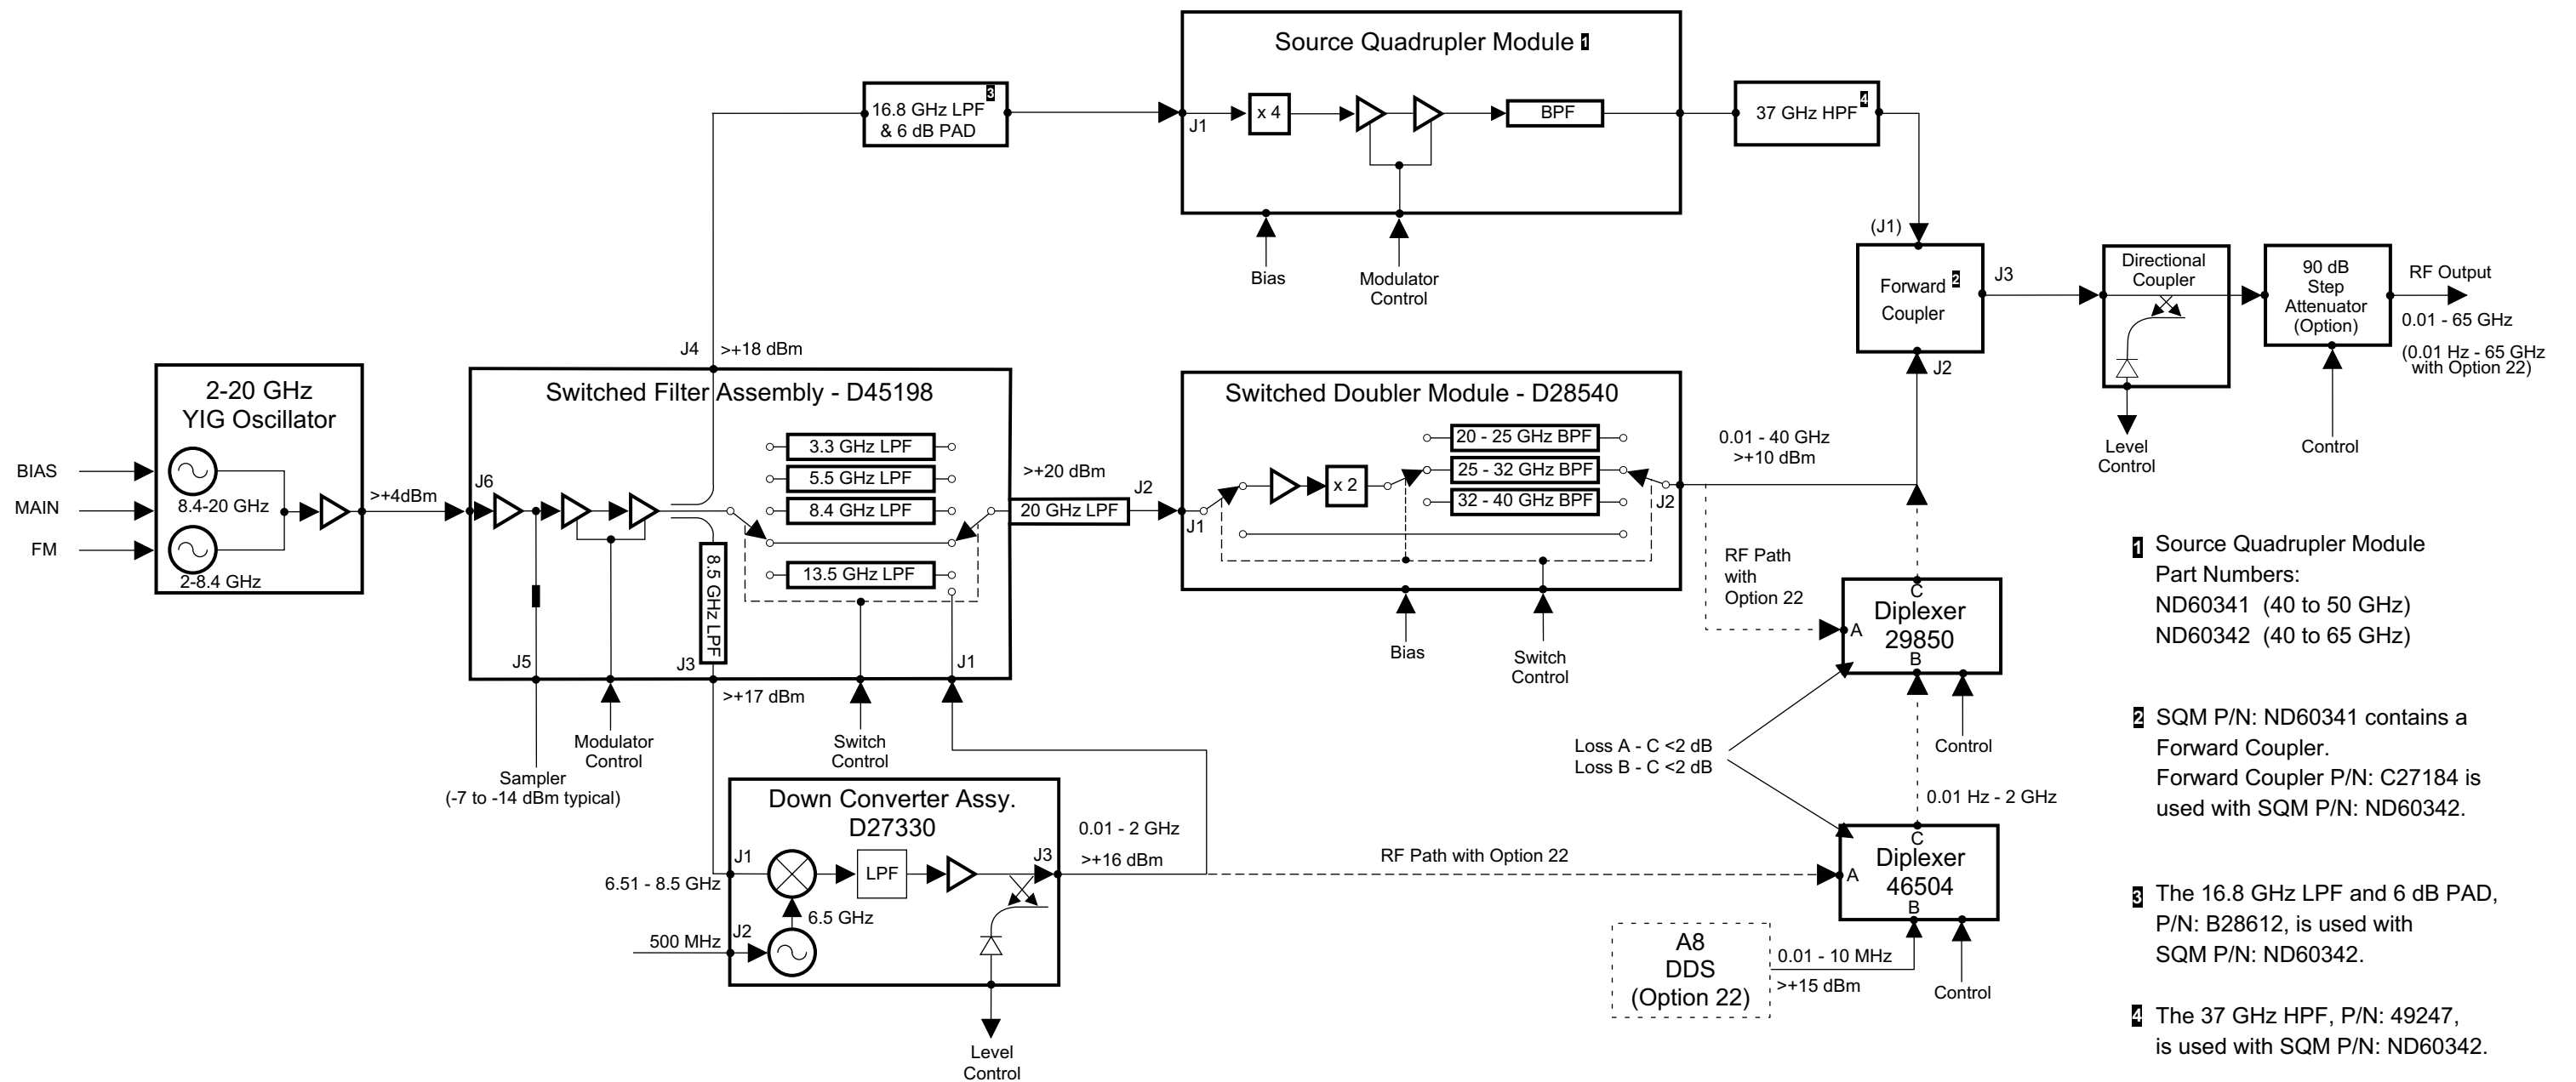 Source Quadrupler Module 1
16.8 GHz LPF 3
& 6 dB PAD
J1
x 4
BPF
37 GHz HPF 4
Bias
Modulator
Control
(J1)
Forward 2
Coupler
J3
J2
Directional
Coupler
Level
Control
90 dB
Step
Attenuator
(Option)
Control
RF Output
0.01 - 65 GHz
(0.01 Hz - 65 GHz
with Option 22)
2-20 GHz
YIG Oscillator
BIAS
MAIN
FM
8.4-20 GHz
2-8.4 GHz
>+4dBm
J4
>+18 dBm
Switched Filter Assembly - D45198
J6
3.3 GHz LPF
5.5 GHz LPF
8.4 GHz LPF
13.5 GHz LPF
8.5 GHz LPF
J5
J3
J1
>+17 dBm
Sampler
(-7 to -14 dBm typical)
Modulator
Control
Switch
Control
>+20 dBm
20 GHz LPF
J2
Switched Doubler Module - D28540
J1
x 2
20 - 25 GHz BPF
25 - 32 GHz BPF
32 - 40 GHz BPF
J2
Bias
Switch
Control
0.01 - 40 GHz
>+10 dBm
RF Path
with
Option 22
C
Diplexer
29850
A
B
Control
Loss A - C <2 dB
Loss B - C <2 dB
0.01 Hz - 2 GHz
C
Diplexer
46504
A
B
Control
Down Converter Assy.
D27330
J1
LPF
J3
6.51 - 8.5 GHz
6.5 GHz
J2
500 MHz
Level
Control
0.01 - 2 GHz
>+16 dBm
RF Path with Option 22
A8
DDS
(Option 22)
0.01 - 10 MHz
>+15 dBm
1 Source Quadrupler Module
Part Numbers:
ND60341 (40 to 50 GHz)
ND60342 (40 to 65 GHz)
2 SQM P/N: ND60341 contains a
Forward Coupler.
Forward Coupler P/N: C27184 is
used with SQM P/N: ND60342.
3 The 16.8 GHz LPF and 6 dB PAD,
P/N: B28612, is used with
SQM P/N: ND60342.
4 The 37 GHz HPF, P/N: 49247,
is used with SQM P/N: ND60342.